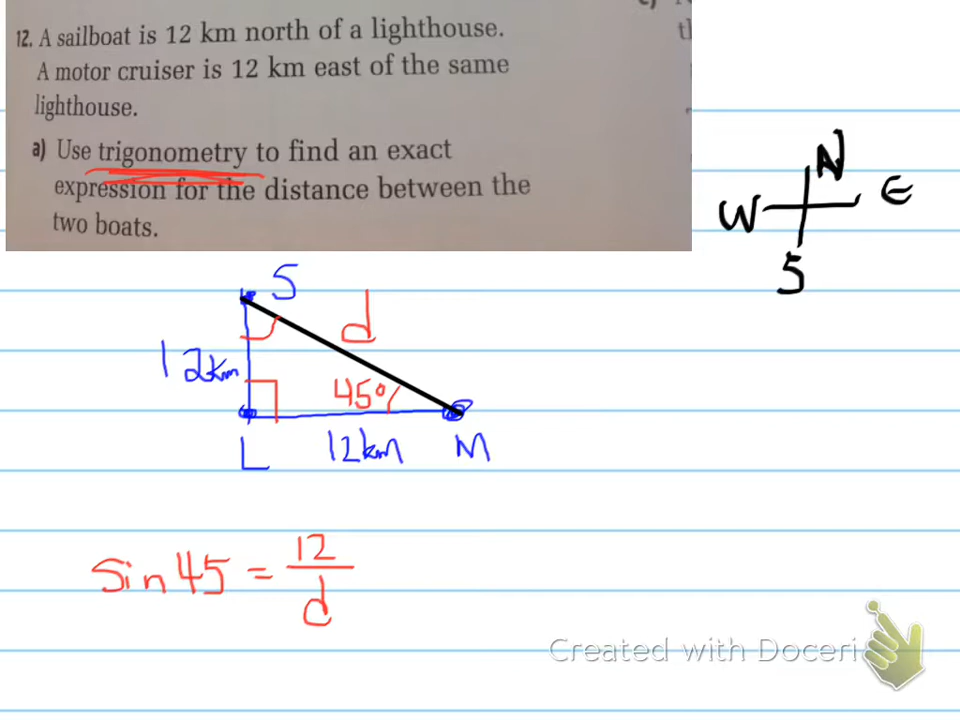 12. A sailboat is 12 km north of a lighthouse.
A motor cruiser is 12 km east of the same
lighthouse.
a) Use trigonometry to find an exact
expression for the distance between the
two boats.
N
W E
S
S
d
12km
45°
L 12km M
Sin 45 = 12/d
Created with Doceri